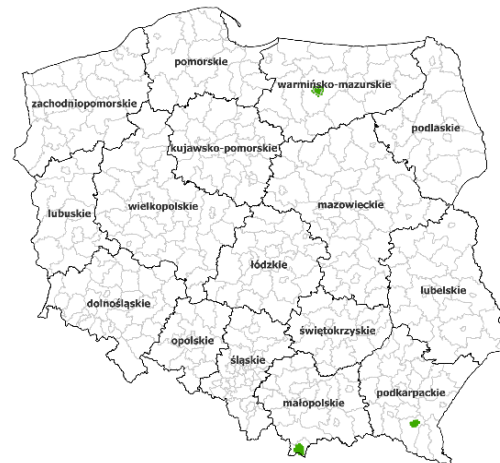 pomorskie
warmińsko-mazurskie
zachodniopomorskie
podlaskie
kujawsko-pomorskie
lubuskie
wielkopolskie
mazowieckie
łódzkie
lubelskie
dolnośląskie
opolskie
świętokrzyskie
śląskie
małopolskie
podkarpackie